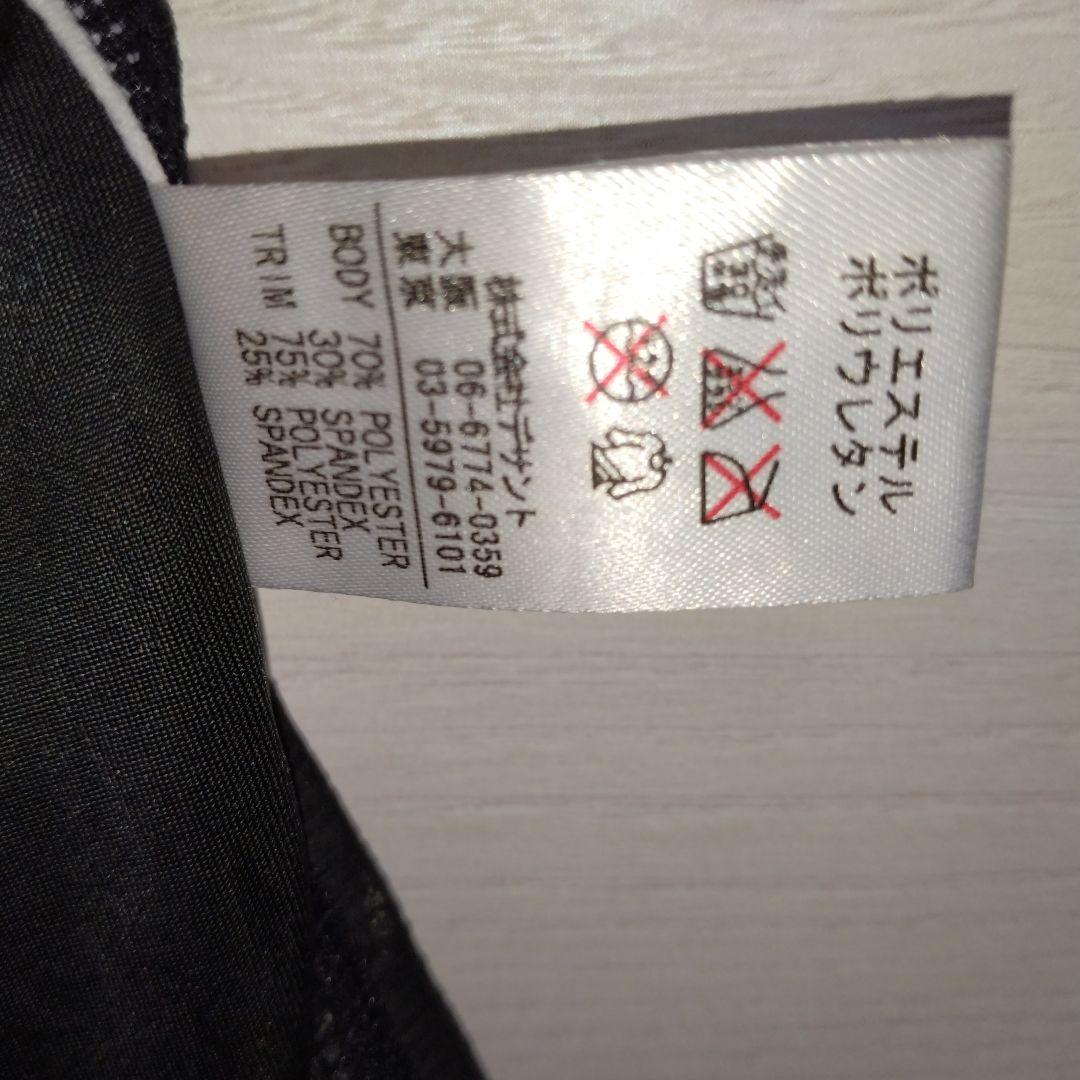 ポリエステル
ポリウレタン
株式会社デサント
大阪 06-6774-0359
東京 03-5979-6101
BODY 70% POLYESTER
30% SPANDEX
TRIM 75% POLYESTER
25% SPANDEX